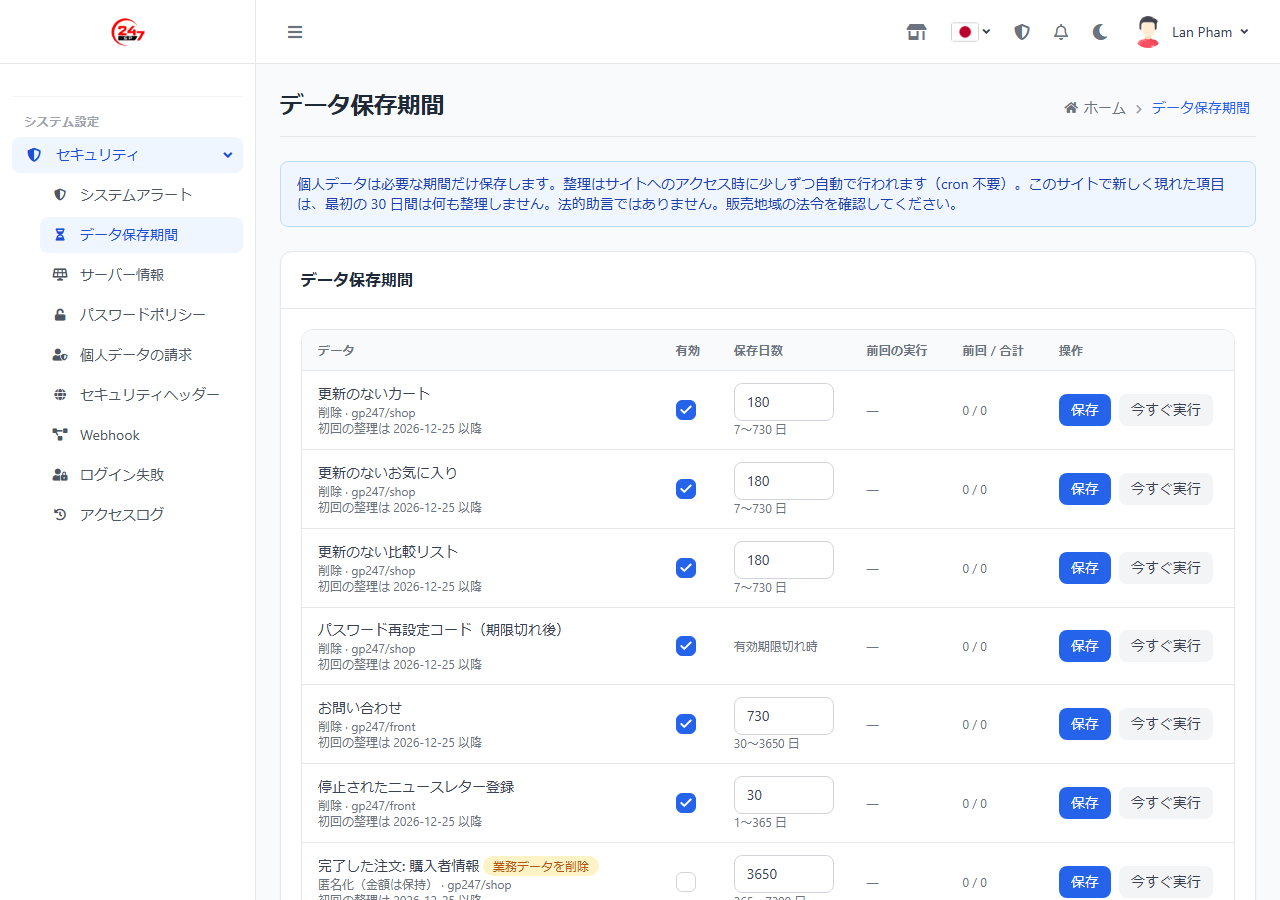 247
GP
Lan Pham
システム設定
セキュリティ
システムアラート
データ保存期間
サーバー情報
パスワードポリシー
個人データの請求
セキュリティヘッダー
Webhook
ログイン失敗
アクセスログ
データ保存期間
ホーム > データ保存期間
個人データは必要な期間だけ保存します。整理はサイトへのアクセス時に少しずつ自動で行われます（cron 不要）。このサイトで新しく現れた項目
は、最初の 30 日間は何も整理しません。法的助言ではありません。販売地域の法令を確認してください。
データ保存期間
データ 有効 保存日数 前回の実行 前回 / 合計 操作
更新のないカート
削除 · gp247/shop
初回の整理は 2026-12-25 以降
180
7〜730 日
— 0 / 0 保存 今すぐ実行
更新のないお気に入り
削除 · gp247/shop
初回の整理は 2026-12-25 以降
180
7〜730 日
— 0 / 0 保存 今すぐ実行
更新のない比較リスト
削除 · gp247/shop
初回の整理は 2026-12-25 以降
180
7〜730 日
— 0 / 0 保存 今すぐ実行
パスワード再設定コード（期限切れ後）
削除 · gp247/shop
初回の整理は 2026-12-25 以降
有効期限切れ時
— 0 / 0 保存 今すぐ実行
お問い合わせ
削除 · gp247/front
初回の整理は 2026-12-25 以降
730
30〜3650 日
— 0 / 0 保存 今すぐ実行
停止されたニュースレター登録
削除 · gp247/front
初回の整理は 2026-12-25 以降
30
1〜365 日
— 0 / 0 保存 今すぐ実行
完了した注文: 購入者情報 業務データを削除
匿名化（金額は保持） · gp247/shop
初回の整理は 2026-12-25 以降
3650
— 0 / 0 保存 今すぐ実行